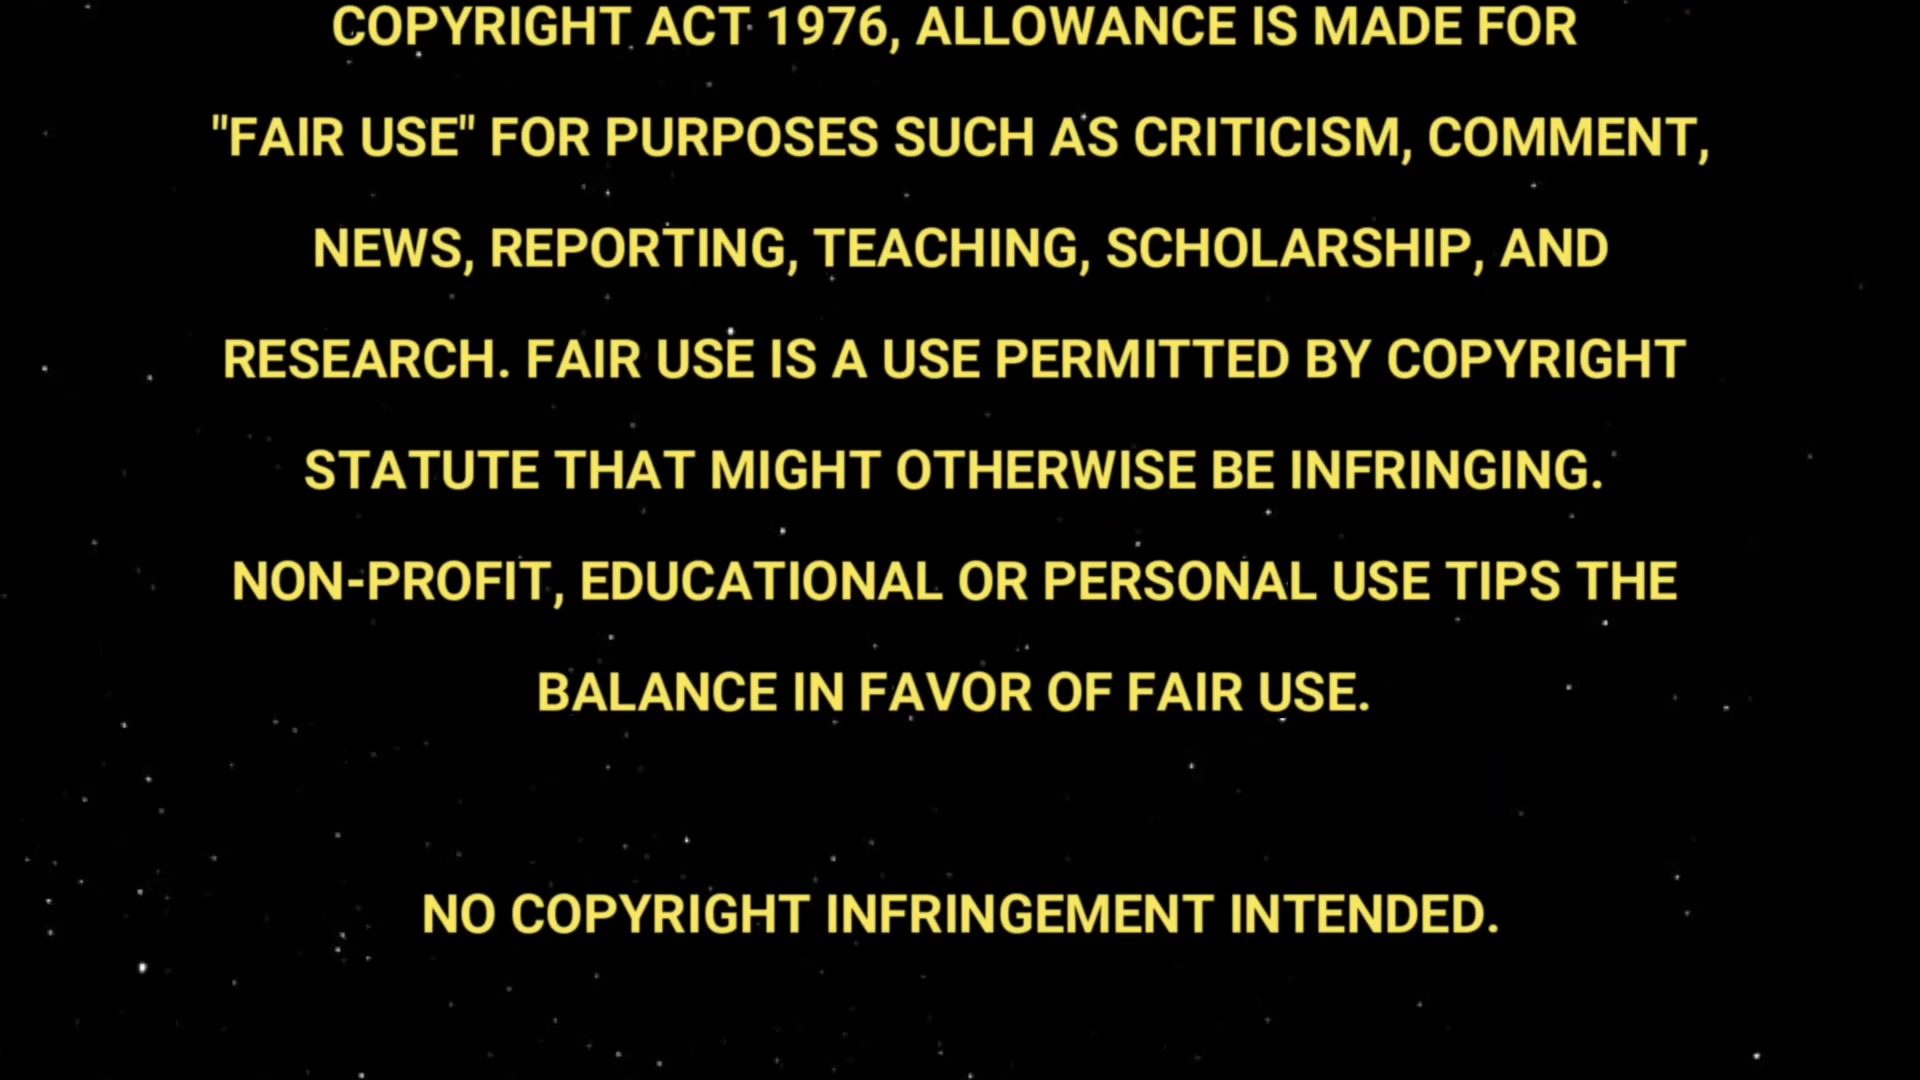 COPYRIGHT ACT 1976, ALLOWANCE IS MADE FOR
"FAIR USE" FOR PURPOSES SUCH AS CRITICISM, COMMENT,
NEWS, REPORTING, TEACHING, SCHOLARSHIP, AND
RESEARCH. FAIR USE IS A USE PERMITTED BY COPYRIGHT
STATUTE THAT MIGHT OTHERWISE BE INFRINGING.
NON-PROFIT, EDUCATIONAL OR PERSONAL USE TIPS THE
BALANCE IN FAVOR OF FAIR USE.
NO COPYRIGHT INFRINGEMENT INTENDED.